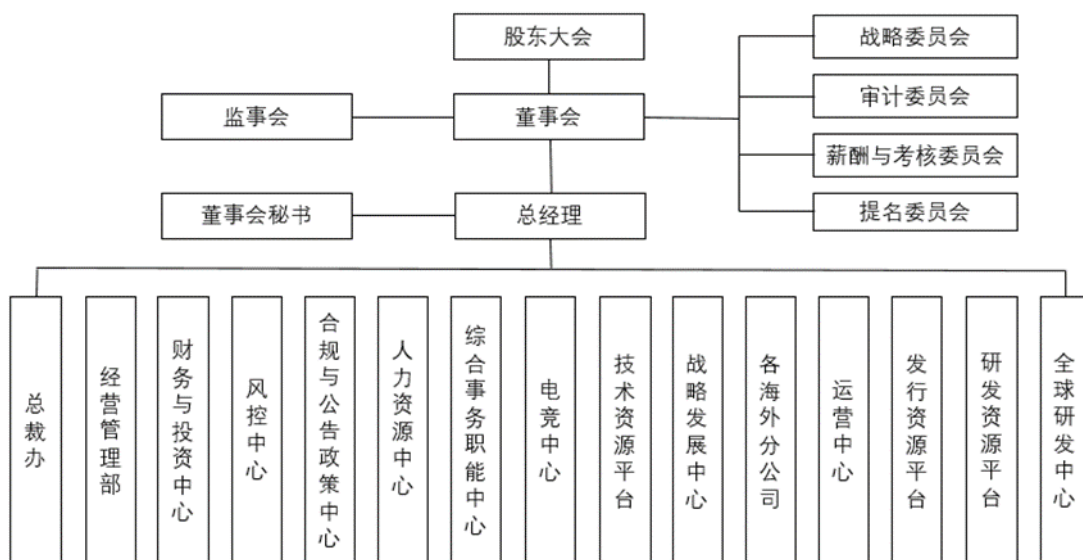 股东大会
战略委员会
审计委员会
监事会
董事会
薪酬与考核委员会
董事会秘书
总经理
提名委员会
总裁办
经营管理部
财务与投资中心
风控中心
合规与公告政策中心
人力资源中心
综合事务职能中心
电竞中心
技术资源平台
战略发展中心
各海外分公司
运营中心
发行资源平台
研发资源平台
全球研发中心